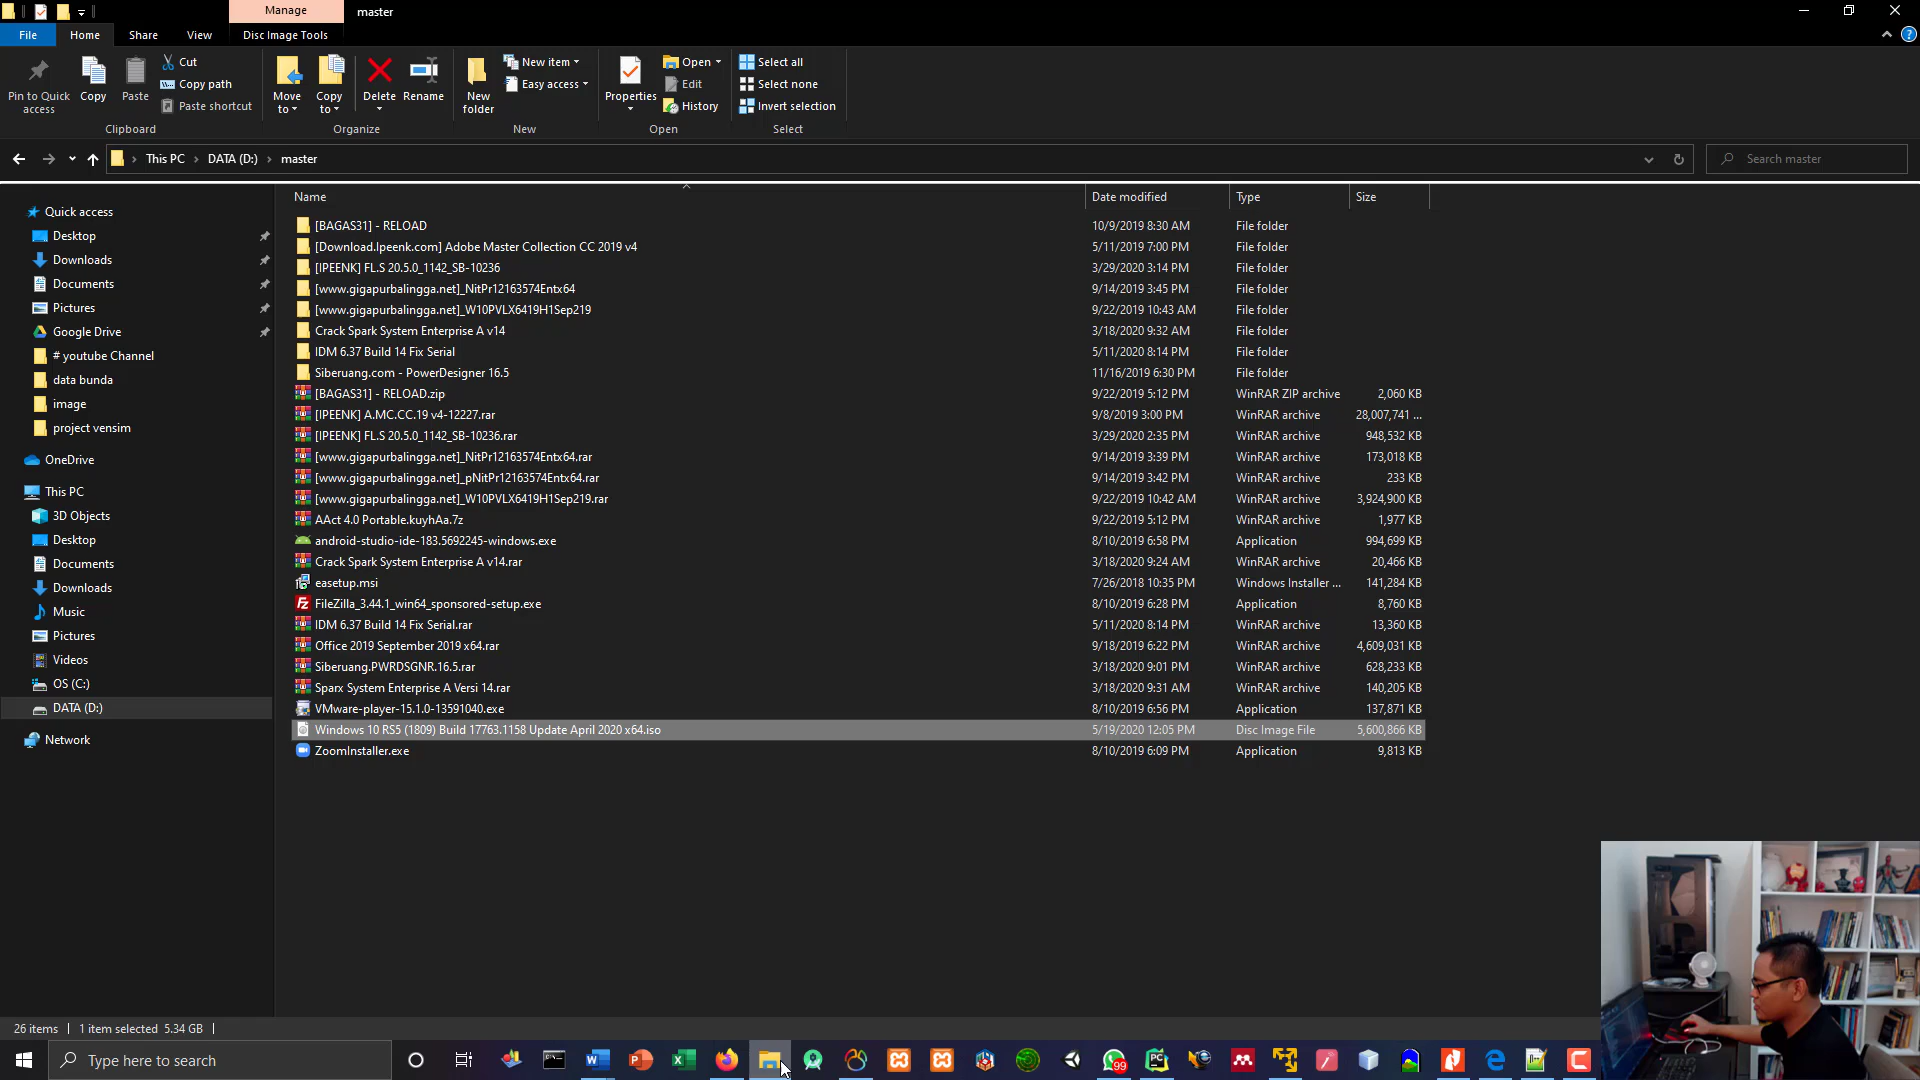 Manage
master
File
Home
Share
View
Disc Image Tools
Pin to Quick access
Copy
Paste
Cut
Copy path
Paste shortcut
Clipboard
Move to
Copy to
Delete
Rename
Organize
New folder
New item
Easy access
New
Properties
Open
Edit
History
Open
Select all
Select none
Invert selection
Select
This PC
DATA (D:)
master
Search master
Name
Date modified
Type
Size
Quick access
Desktop
Downloads
Documents
Pictures
Google Drive
# youtube Channel
data bunda
image
project vensim
OneDrive
This PC
3D Objects
Desktop
Documents
Downloads
Music
Pictures
Videos
OS (C:)
DATA (D:)
Network
[BAGAS31] - RELOAD 10/9/2019 8:30 AM File folder
[Download.Ipeenk.com] Adobe Master Collection CC 2019 v4 5/11/2019 7:00 PM File folder
[IPEENK] FL.S 20.5.0_1142_SB-10236 3/29/2020 3:14 PM File folder
[www.gigapurbalingga.net]_NitPr12163574Entx64 9/14/2019 3:45 PM File folder
[www.gigapurbalingga.net]_W10PVLX6419H1Sep219 9/22/2019 10:43 AM File folder
Crack Spark System Enterprise A v14 3/18/2020 9:32 AM File folder
IDM 6.37 Build 14 Fix Serial 5/11/2020 8:14 PM File folder
Siberuang.com - PowerDesigner 16.5 11/16/2019 6:30 PM File folder
[BAGAS31] - RELOAD.zip 9/22/2019 5:12 PM WinRAR ZIP archive 2,060 KB
[IPEENK] A.MC.CC.19 v4-12227.rar 9/8/2019 3:00 PM WinRAR archive 28,007,741 ...
[IPEENK] FL.S 20.5.0_1142_SB-10236.rar 3/29/2020 2:35 PM WinRAR archive 948,532 KB
[www.gigapurbalingga.net]_NitPr12163574Entx64.rar 9/14/2019 3:39 PM WinRAR archive 173,018 KB
[www.gigapurbalingga.net]_pNitPr12163574Entx64.rar 9/14/2019 3:42 PM WinRAR archive 233 KB
[www.gigapurbalingga.net]_W10PVLX6419H1Sep219.rar 9/22/2019 10:42 AM WinRAR archive 3,924,900 KB
AAct 4.0 Portable.kuyhAa.7z 9/22/2019 5:12 PM WinRAR archive 1,977 KB
android-studio-ide-183.5692245-windows.exe 8/10/2019 6:58 PM Application 994,699 KB
Crack Spark System Enterprise A v14.rar 3/18/2020 9:24 AM WinRAR archive 20,466 KB
easetup.msi 7/26/2018 10:35 PM Windows Installer ... 141,284 KB
FileZilla_3.44.1_win64_sponsored-setup.exe 8/10/2019 6:28 PM Application 8,760 KB
IDM 6.37 Build 14 Fix Serial.rar 5/11/2020 8:14 PM WinRAR archive 13,360 KB
Office 2019 September 2019 x64.rar 9/18/2019 6:22 PM WinRAR archive 4,609,031 KB
Siberuang.PWRDSGNR.16.5.rar 3/18/2020 9:01 AM WinRAR archive 628,233 KB
Sparx System Enterprise A Versi 14.rar 3/18/2020 9:31 AM WinRAR archive 140,205 KB
VMware-player-15.1.0-13591040.exe 8/10/2019 6:56 PM Application 137,871 KB
Windows 10 RS5 (1809) Build 17763.1158 Update April 2020 x64.iso 5/19/2020 12:05 PM Disc Image File 5,600,866 KB
ZoomInstaller.exe 8/10/2019 6:09 PM Application 9,813 KB
26 items
1 item selected 5.34 GB
Type here to search
99